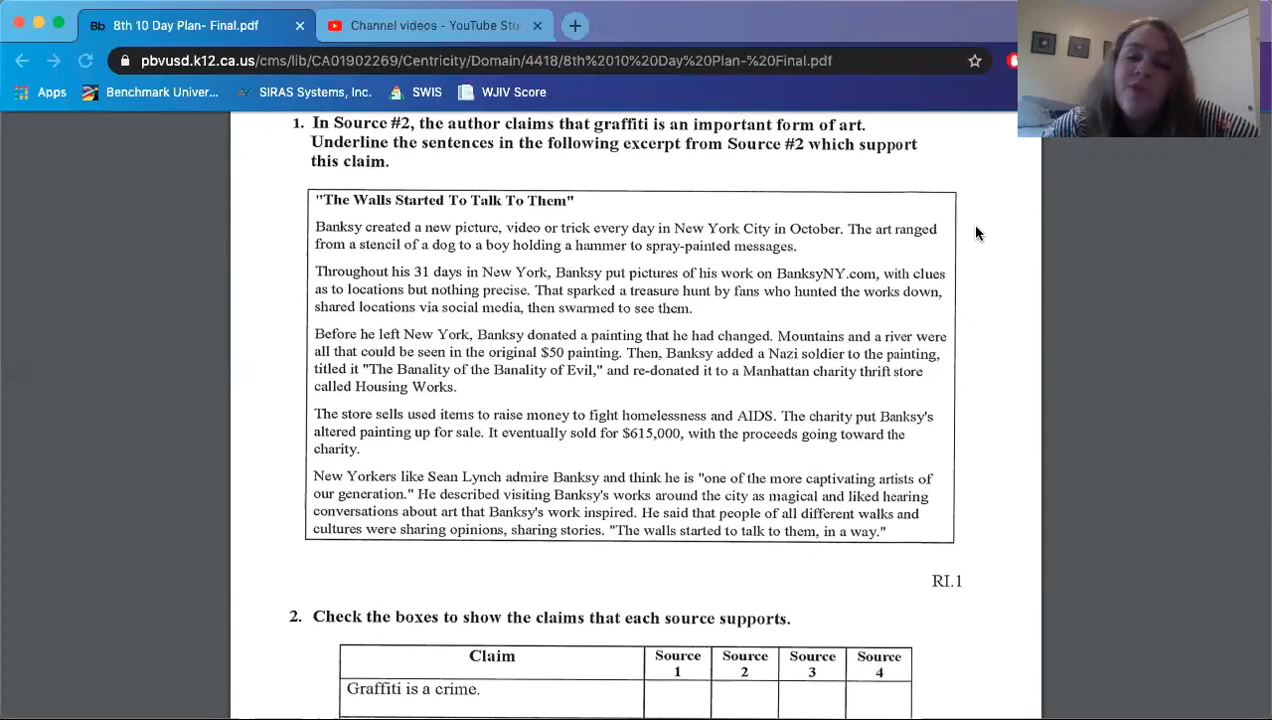 8th 10 Day Plan- Final.pdf
Channel videos - YouTube Stu
pbvusd.k12.ca.us/cms/lib/CA01902269/Centricity/Domain/4418/8th%2010%20Day%20Plan-%20Final.pdf
Apps Benchmark Univer... SIRAS Systems, Inc. SWIS WJIV Score
1. In Source #2, the author claims that graffiti is an important form of art.
Underline the sentences in the following excerpt from Source #2 which support
this claim.
"The Walls Started To Talk To Them"
Banksy created a new picture, video or trick every day in New York City in October. The art ranged
from a stencil of a dog to a boy holding a hammer to spray-painted messages.
Throughout his 31 days in New York, Banksy put pictures of his work on BanksyNY.com, with clues
as to locations but nothing precise. That sparked a treasure hunt by fans who hunted the works down,
shared locations via social media, then swarmed to see them.
Before he left New York, Banksy donated a painting that he had changed. Mountains and a river were
all that could be seen in the original $50 painting. Then, Banksy added a Nazi soldier to the painting,
titled it "The Banality of the Banality of Evil," and re-donated it to a Manhattan charity thrift store
called Housing Works.
The store sells used items to raise money to fight homelessness and AIDS. The charity put Banksy's
altered painting up for sale. It eventually sold for $615,000, with the proceeds going toward the
charity.
New Yorkers like Sean Lynch admire Banksy and think he is "one of the more captivating artists of
our generation." He described visiting Banksy's works around the city as magical and liked hearing
conversations about art that Banksy's work inspired. He said that people of all different walks and
cultures were sharing opinions, sharing stories. "The walls started to talk to them, in a way."
RI.1
2. Check the boxes to show the claims that each source supports.
Claim Source 1 Source 2 Source 3 Source 4
Graffiti is a crime.